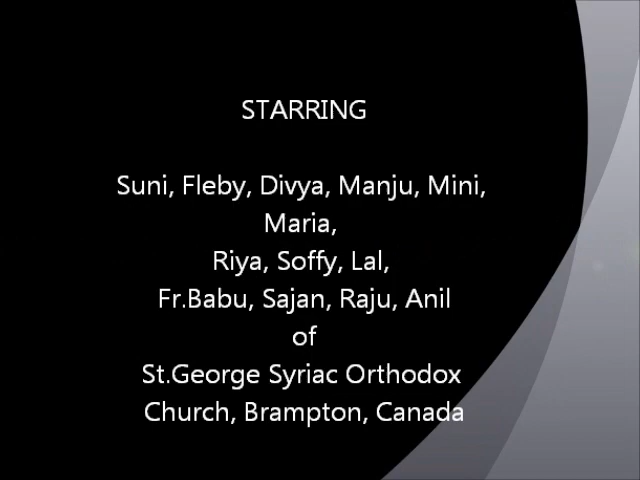 STARRING
Suni, Fleby, Divya, Manju, Mini,
Maria,
Riya, Soffy, Lal,
Fr.Babu, Sajan, Raju, Anil
of
St.George Syriac Orthodox
Church, Brampton, Canada